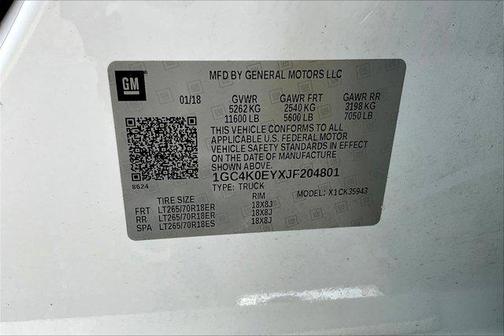 GM
MFD BY GENERAL MOTORS LLC
01/18 GVWR GAWR FRT GAWR RR
5262 KG 2540 KG 3198 KG
11600 LB 5600 LB 7050 LB
THIS VEHICLE CONFORMS TO ALL
APPLICABLE U.S. FEDERAL MOTOR
VEHICLE SAFETY STANDARDS IN
EFFECT ON THE DATE OF MANUFACTURE
SHOWN ABOVE.
1GC4K0EYXJF204801
8624 TYPE: TRUCK MODEL: X1CK35943
TIRE SIZE RIM
FRT LT265/70R18ER 18X8J
RR LT265/70R18ER 18X8J
SPA LT265/70R18ES 18X8J